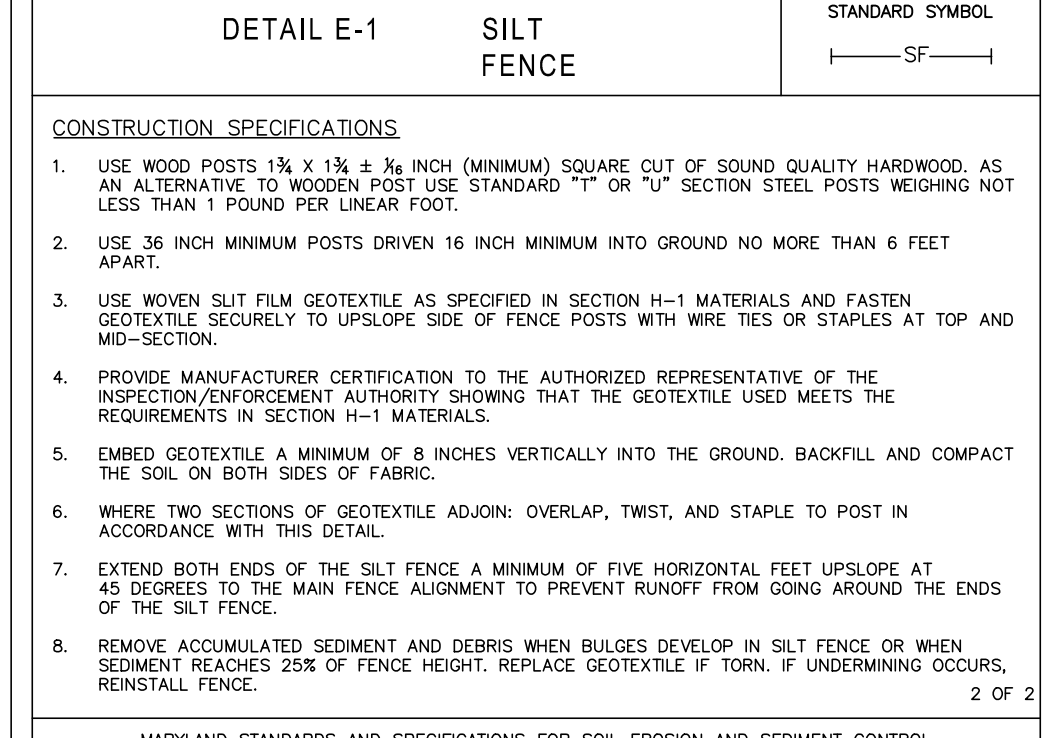 DETAIL E-1 SILT
FENCE
STANDARD SYMBOL
SF
CONSTRUCTION SPECIFICATIONS
1. USE WOOD POSTS 1¾ X 1¾ ± 1⁄16 INCH (MINIMUM) SQUARE CUT OF SOUND QUALITY HARDWOOD. AS
AN ALTERNATIVE TO WOODEN POST USE STANDARD "T" OR "U" SECTION STEEL POSTS WEIGHING NOT
LESS THAN 1 POUND PER LINEAR FOOT.
2. USE 36 INCH MINIMUM POSTS DRIVEN 16 INCH MINIMUM INTO GROUND NO MORE THAN 6 FEET
APART.
3. USE WOVEN SLIT FILM GEOTEXTILE AS SPECIFIED IN SECTION H-1 MATERIALS AND FASTEN
GEOTEXTILE SECURELY TO UPSLOPE SIDE OF FENCE POSTS WITH WIRE TIES OR STAPLES AT TOP AND
MID-SECTION.
4. PROVIDE MANUFACTURER CERTIFICATION TO THE AUTHORIZED REPRESENTATIVE OF THE
INSPECTION/ENFORCEMENT AUTHORITY SHOWING THAT THE GEOTEXTILE USED MEETS THE
REQUIREMENTS IN SECTION H-1 MATERIALS.
5. EMBED GEOTEXTILE A MINIMUM OF 8 INCHES VERTICALLY INTO THE GROUND. BACKFILL AND COMPACT
THE SOIL ON BOTH SIDES OF FABRIC.
6. WHERE TWO SECTIONS OF GEOTEXTILE ADJOIN: OVERLAP, TWIST, AND STAPLE TO POST IN
ACCORDANCE WITH THIS DETAIL.
7. EXTEND BOTH ENDS OF THE SILT FENCE A MINIMUM OF FIVE HORIZONTAL FEET UPSLOPE AT
45 DEGREES TO THE MAIN FENCE ALIGNMENT TO PREVENT RUNOFF FROM GOING AROUND THE ENDS
OF THE SILT FENCE.
8. REMOVE ACCUMULATED SEDIMENT AND DEBRIS WHEN BULGES DEVELOP IN SILT FENCE OR WHEN
SEDIMENT REACHES 25% OF FENCE HEIGHT. REPLACE GEOTEXTILE IF TORN. IF UNDERMINING OCCURS,
REINSTALL FENCE.
2 OF 2
MARYLAND STANDARDS AND SPECIFICATIONS FOR SOIL EROSION AND SEDIMENT CONTROL